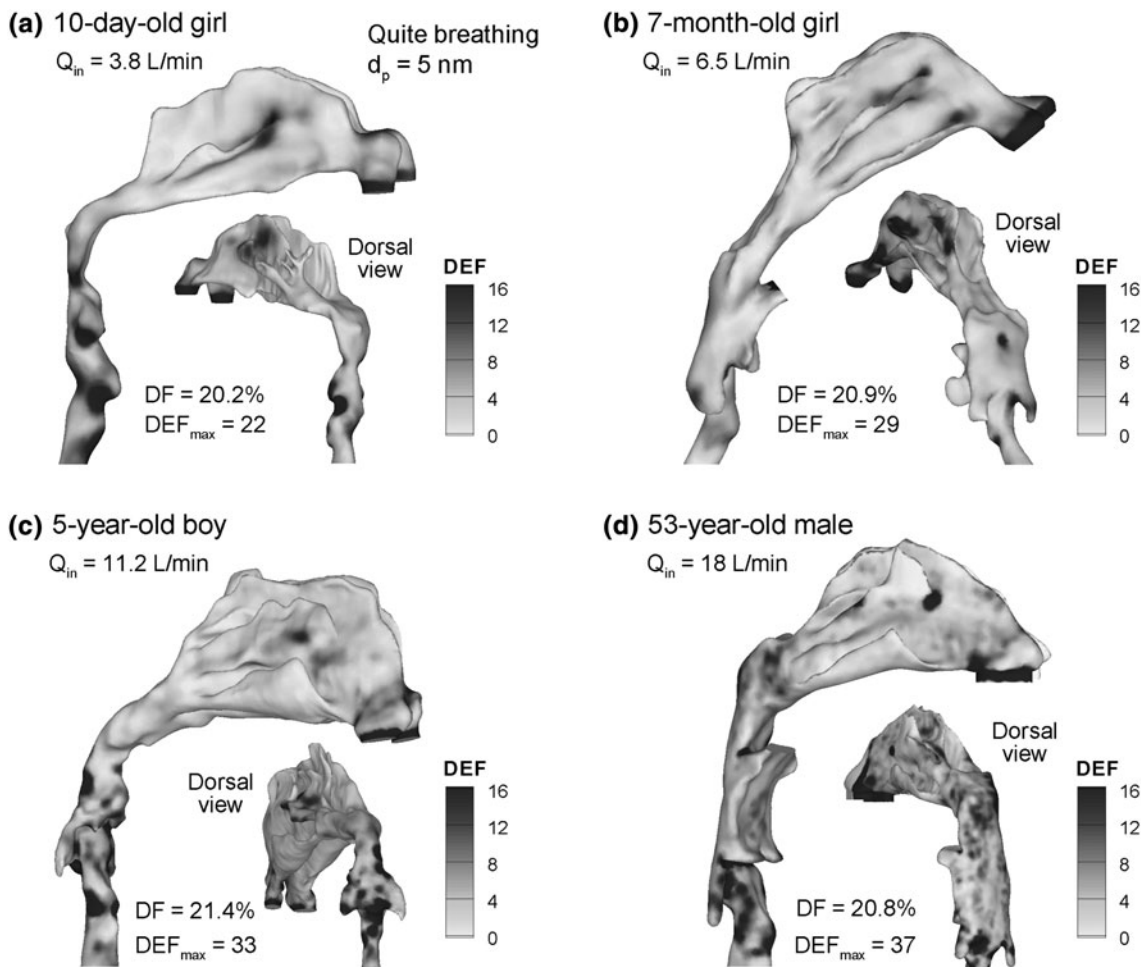 (a) 10-day-old girl
Q_in = 3.8 L/min
Quite breathing
d_p = 5 nm
Dorsal
view
DEF
16
12
8
4
0
DF = 20.2%
DEF_max = 22
(b) 7-month-old girl
Q_in = 6.5 L/min
Dorsal
view
DEF
16
12
8
4
0
DF = 20.9%
DEF_max = 29
(c) 5-year-old boy
Q_in = 11.2 L/min
Dorsal
view
DEF
16
12
8
4
0
DF = 21.4%
DEF_max = 33
(d) 53-year-old male
Q_in = 18 L/min
Dorsal
view
DEF
16
12
8
4
0
DF = 20.8%
DEF_max = 37